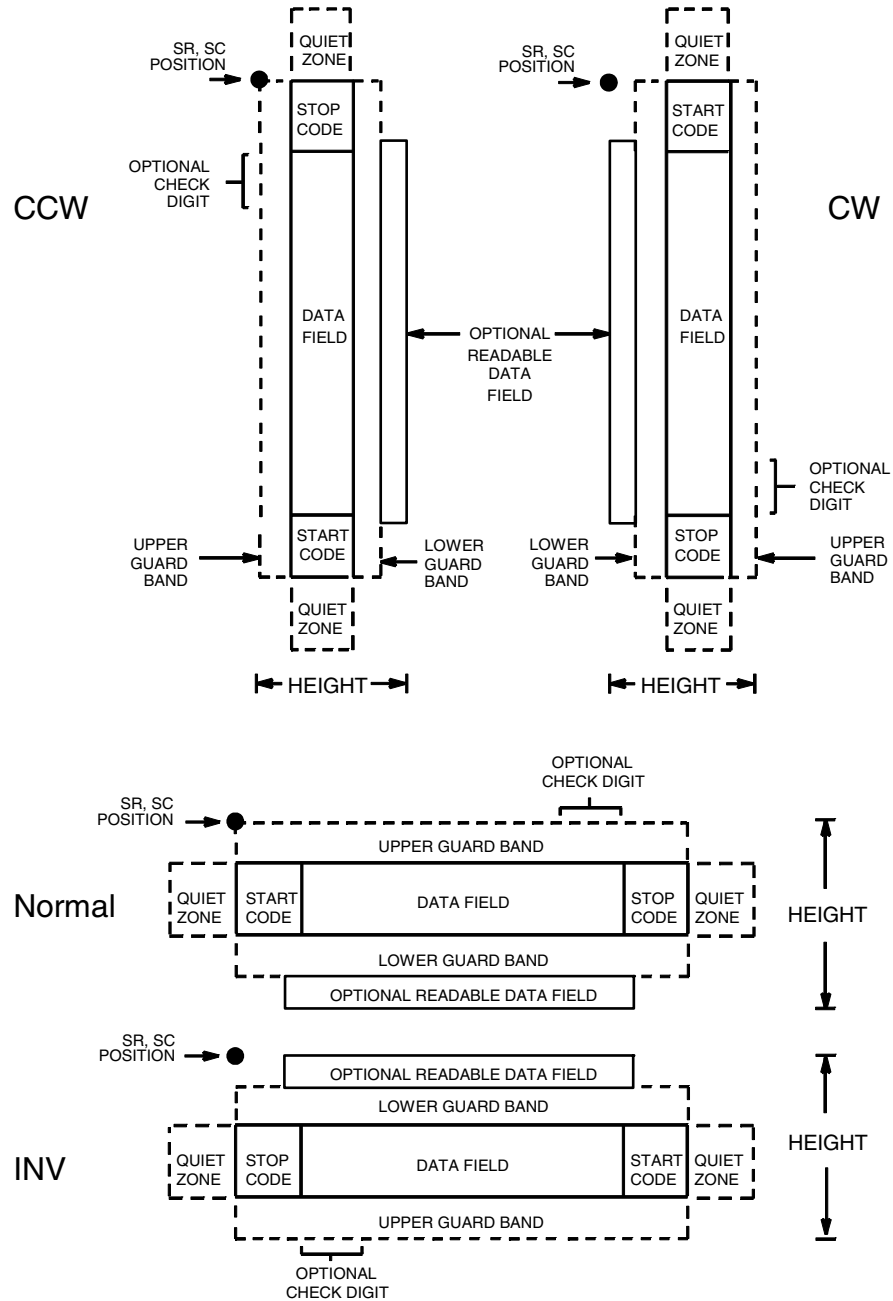 QUIET
ZONE
SR, SC
POSITION
STOP
CODE
OPTIONAL
CHECK
DIGIT
CCW
DATA
FIELD
START
CODE
UPPER
GUARD
BAND
LOWER
GUARD
BAND
QUIET
ZONE
HEIGHT
OPTIONAL
READABLE
DATA
FIELD
QUIET
ZONE
SR, SC
POSITION
START
CODE
CW
DATA
FIELD
OPTIONAL
CHECK
DIGIT
STOP
CODE
LOWER
GUARD
BAND
UPPER
GUARD
BAND
QUIET
ZONE
HEIGHT
OPTIONAL
CHECK DIGIT
SR, SC
POSITION
UPPER GUARD BAND
Normal
QUIET
ZONE
START
CODE
DATA FIELD
STOP
CODE
QUIET
ZONE
HEIGHT
LOWER GUARD BAND
OPTIONAL READABLE DATA FIELD
SR, SC
POSITION
OPTIONAL READABLE DATA FIELD
LOWER GUARD BAND
INV
QUIET
ZONE
STOP
CODE
DATA FIELD
START
CODE
QUIET
ZONE
HEIGHT
UPPER GUARD BAND
OPTIONAL
CHECK DIGIT